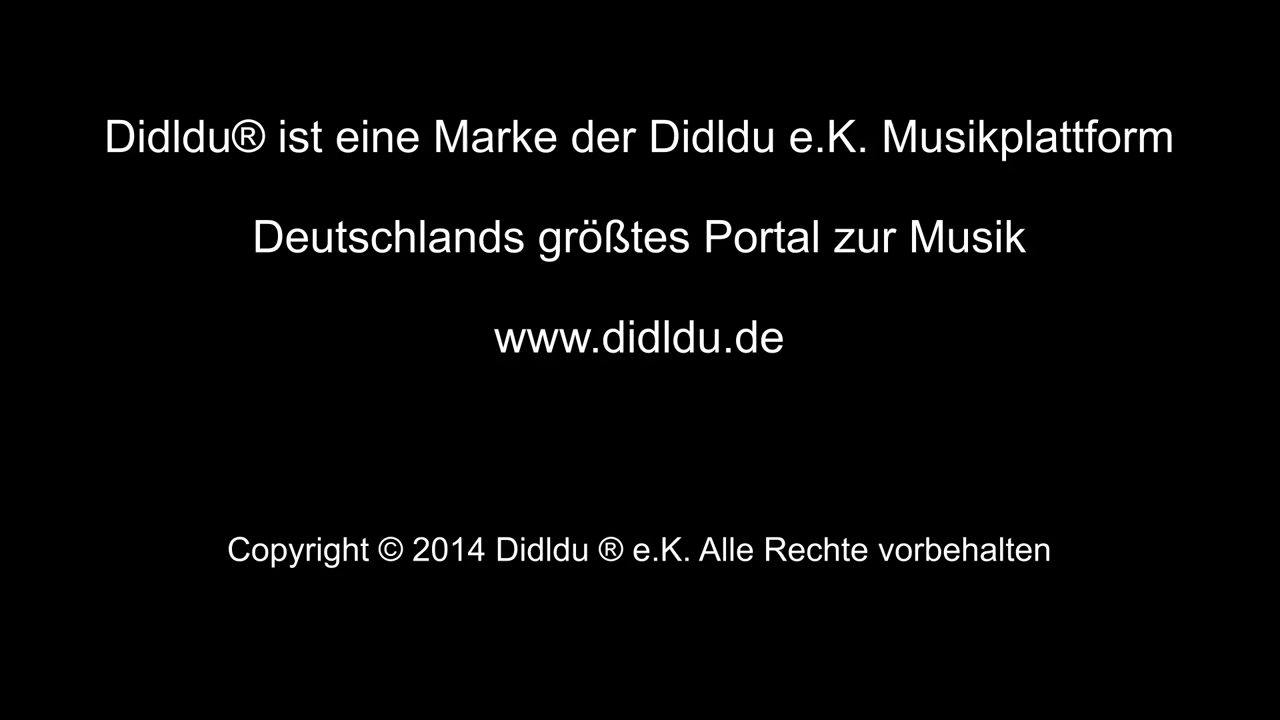 Didldu® ist eine Marke der Didldu e.K. Musikplattform
Deutschlands größtes Portal zur Musik
www.didldu.de
Copyright © 2014 Didldu ® e.K. Alle Rechte vorbehalten